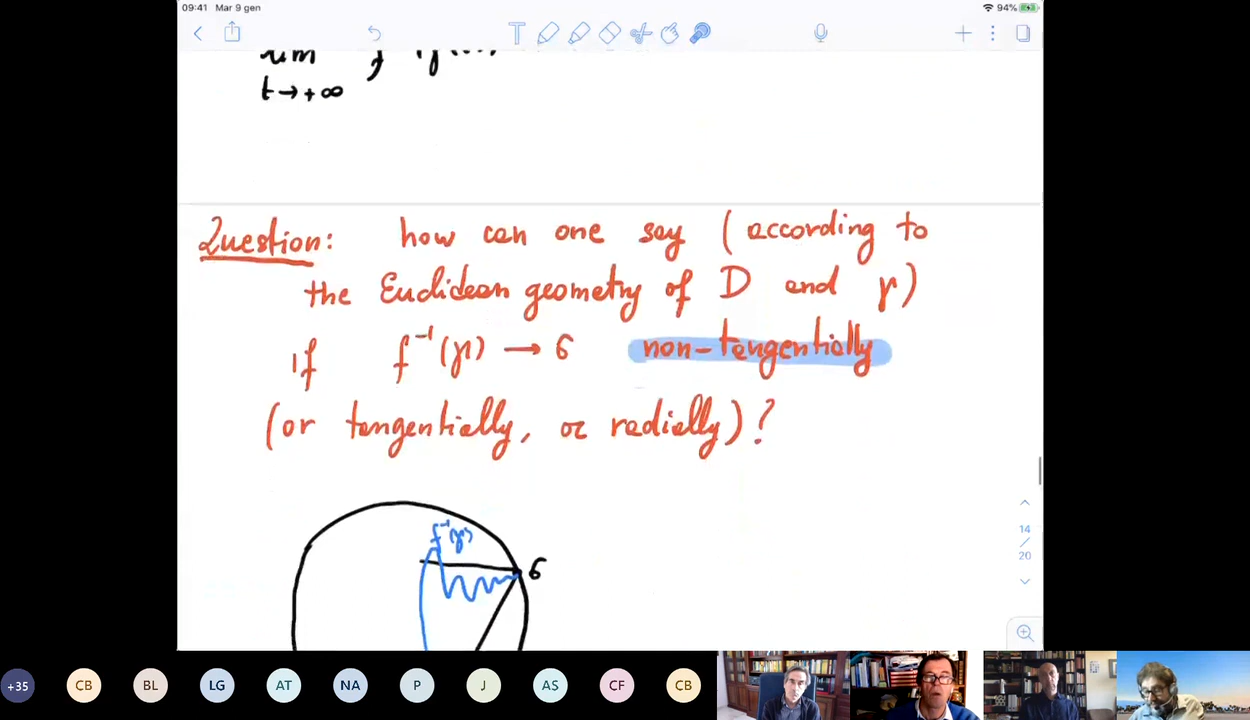 09:41 Mar 9 gen
94%
lim
t → + ∞
Question: how can one say (according to
the Euclidean geometry of D and γ)
if f⁻¹(γ) → σ non-tangentially
(or tangentially, or radially)?
f⁻¹(γ)
σ
14
/
20
+35 CB BL LG AT NA P J AS CF CB